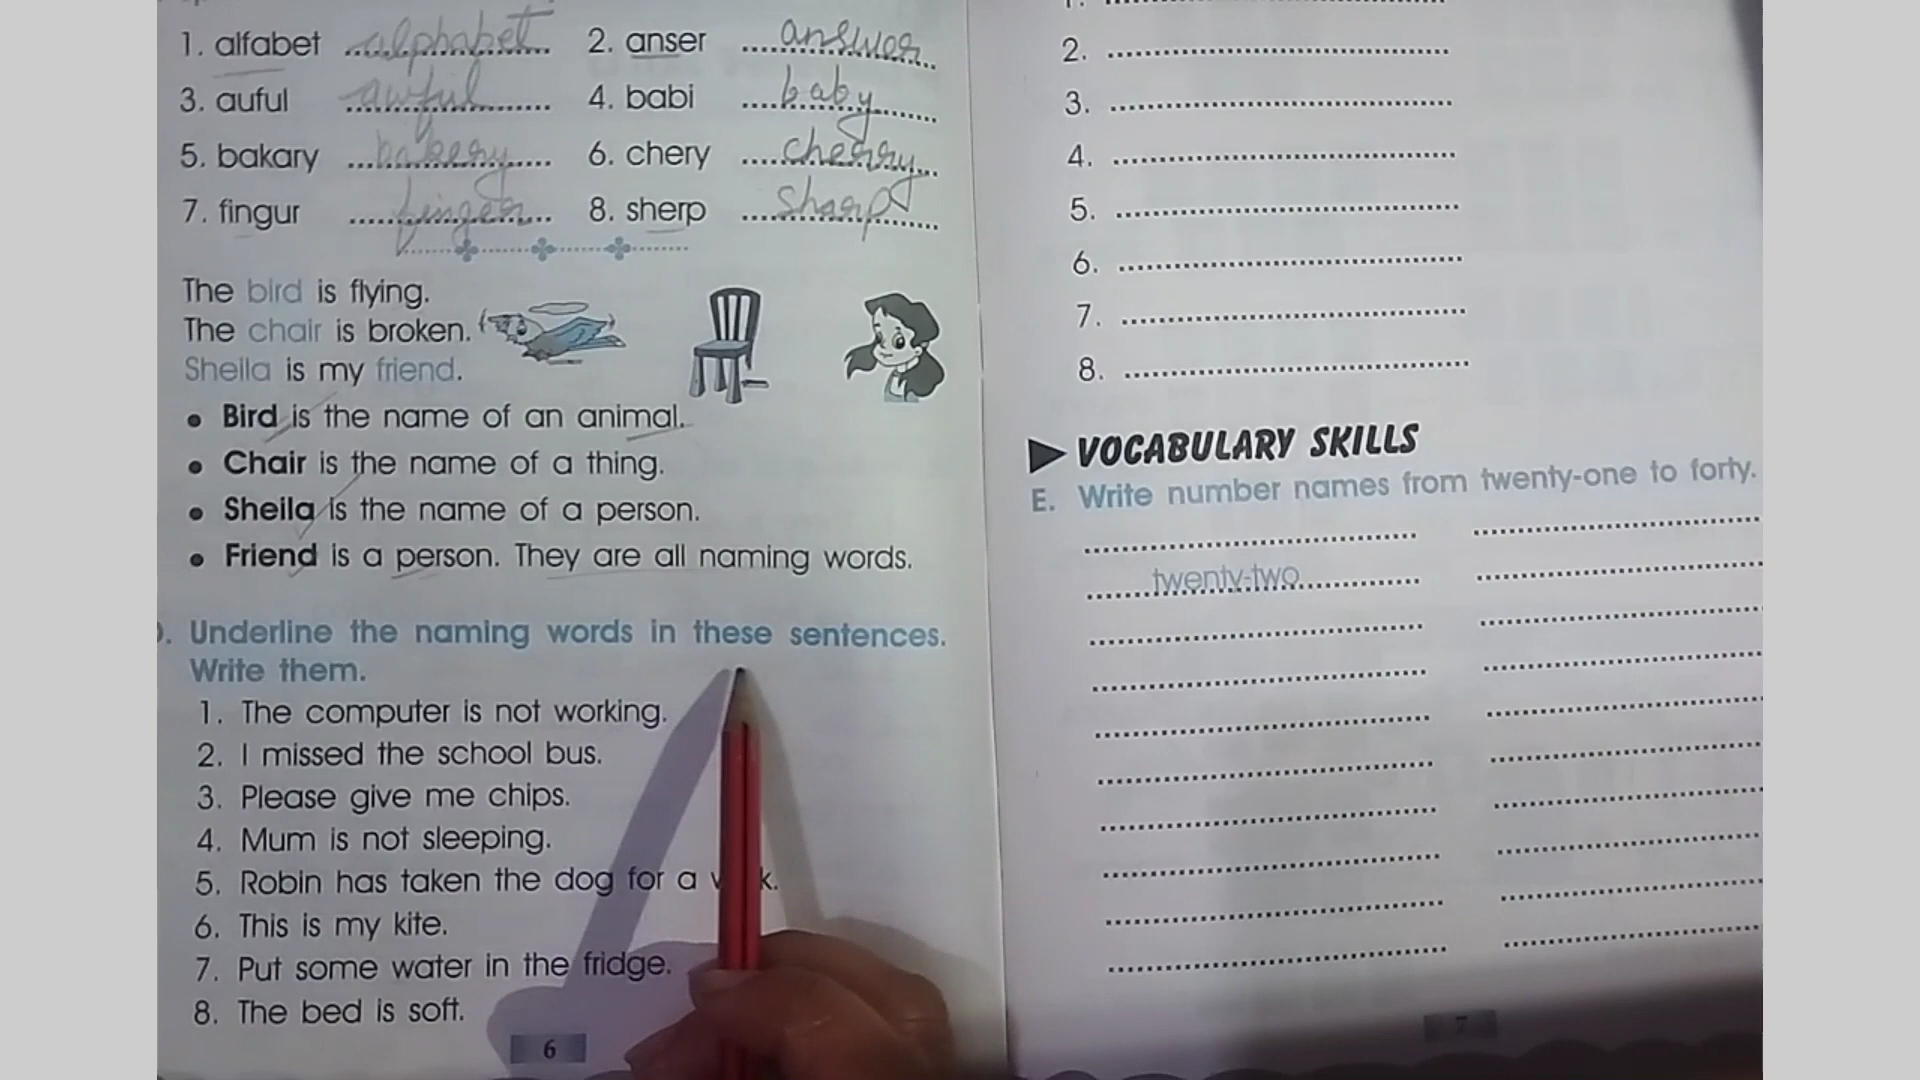 1. alfabet alphabet 2. anser answer
3. auful awful 4. babi baby
5. bakary bakery 6. chery cherry
7. fingur finger 8. sherp sharp
The bird is flying.
The chair is broken.
Sheila is my friend.
• Bird is the name of an animal.
• Chair is the name of a thing.
• Sheila is the name of a person.
• Friend is a person. They are all naming words.
Underline the naming words in these sentences.
Write them.
1. The computer is not working.
2. I missed the school bus.
3. Please give me chips.
4. Mum is not sleeping.
5. Robin has taken the dog for a
6. This is my kite.
7. Put some water in the fridge.
8. The bed is soft.
6
2.
3.
4.
5.
6.
7.
8.
VOCABULARY SKILLS
E. Write number names from twenty-one to forty.
twenty-two
7